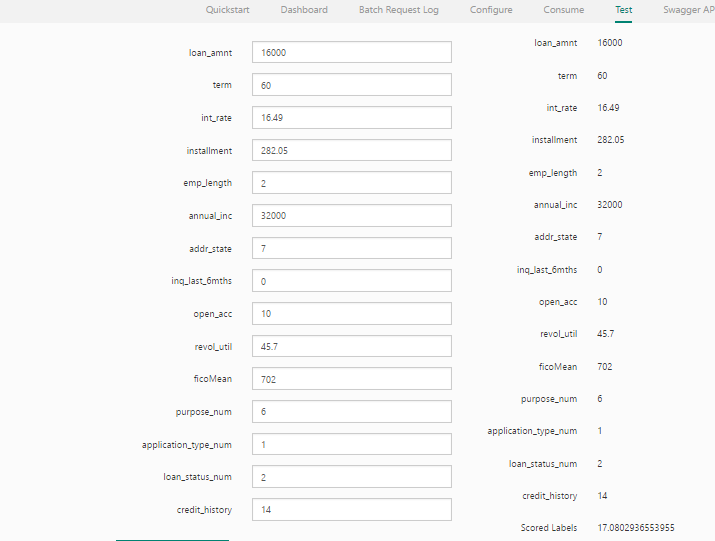 Quickstart Dashboard Batch Request Log Configure Consume Test Swagger AP
loan_amnt 16000 loan_amnt 16000
term 60 term 60
int_rate 16.49 int_rate 16.49
installment 282.05 installment 282.05
emp_length 2 emp_length 2
annual_inc 32000 annual_inc 32000
addr_state 7 addr_state 7
inq_last_6mths 0 inq_last_6mths 0
open_acc 10 open_acc 10
revol_util 45.7 revol_util 45.7
ficoMean 702 ficoMean 702
purpose_num 6 purpose_num 6
application_type_num 1 application_type_num 1
loan_status_num 2 loan_status_num 2
credit_history 14 credit_history 14
Scored Labels 17.0802936553955